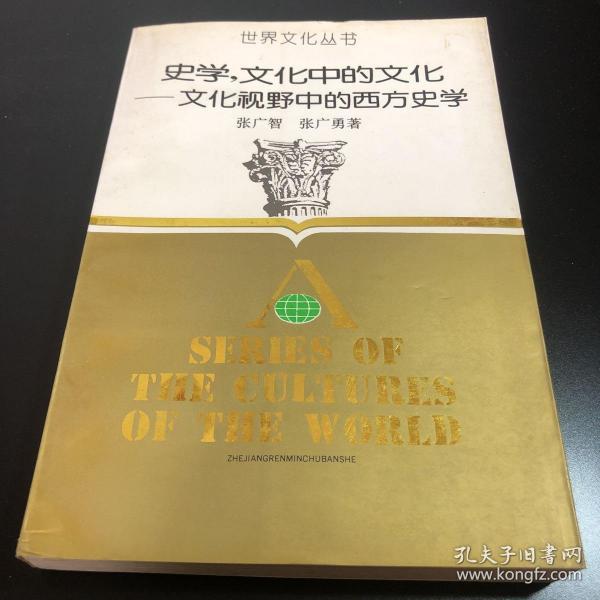 世界文化丛书
史学,文化中的文化
—文化视野中的西方史学
张广智 张广勇著
A
SERIES OF
THE CULTURES
OF THE WORLD
ZHEJIANGRENMINCHUBANSHE
孔夫子旧书网
www.kongfz.com